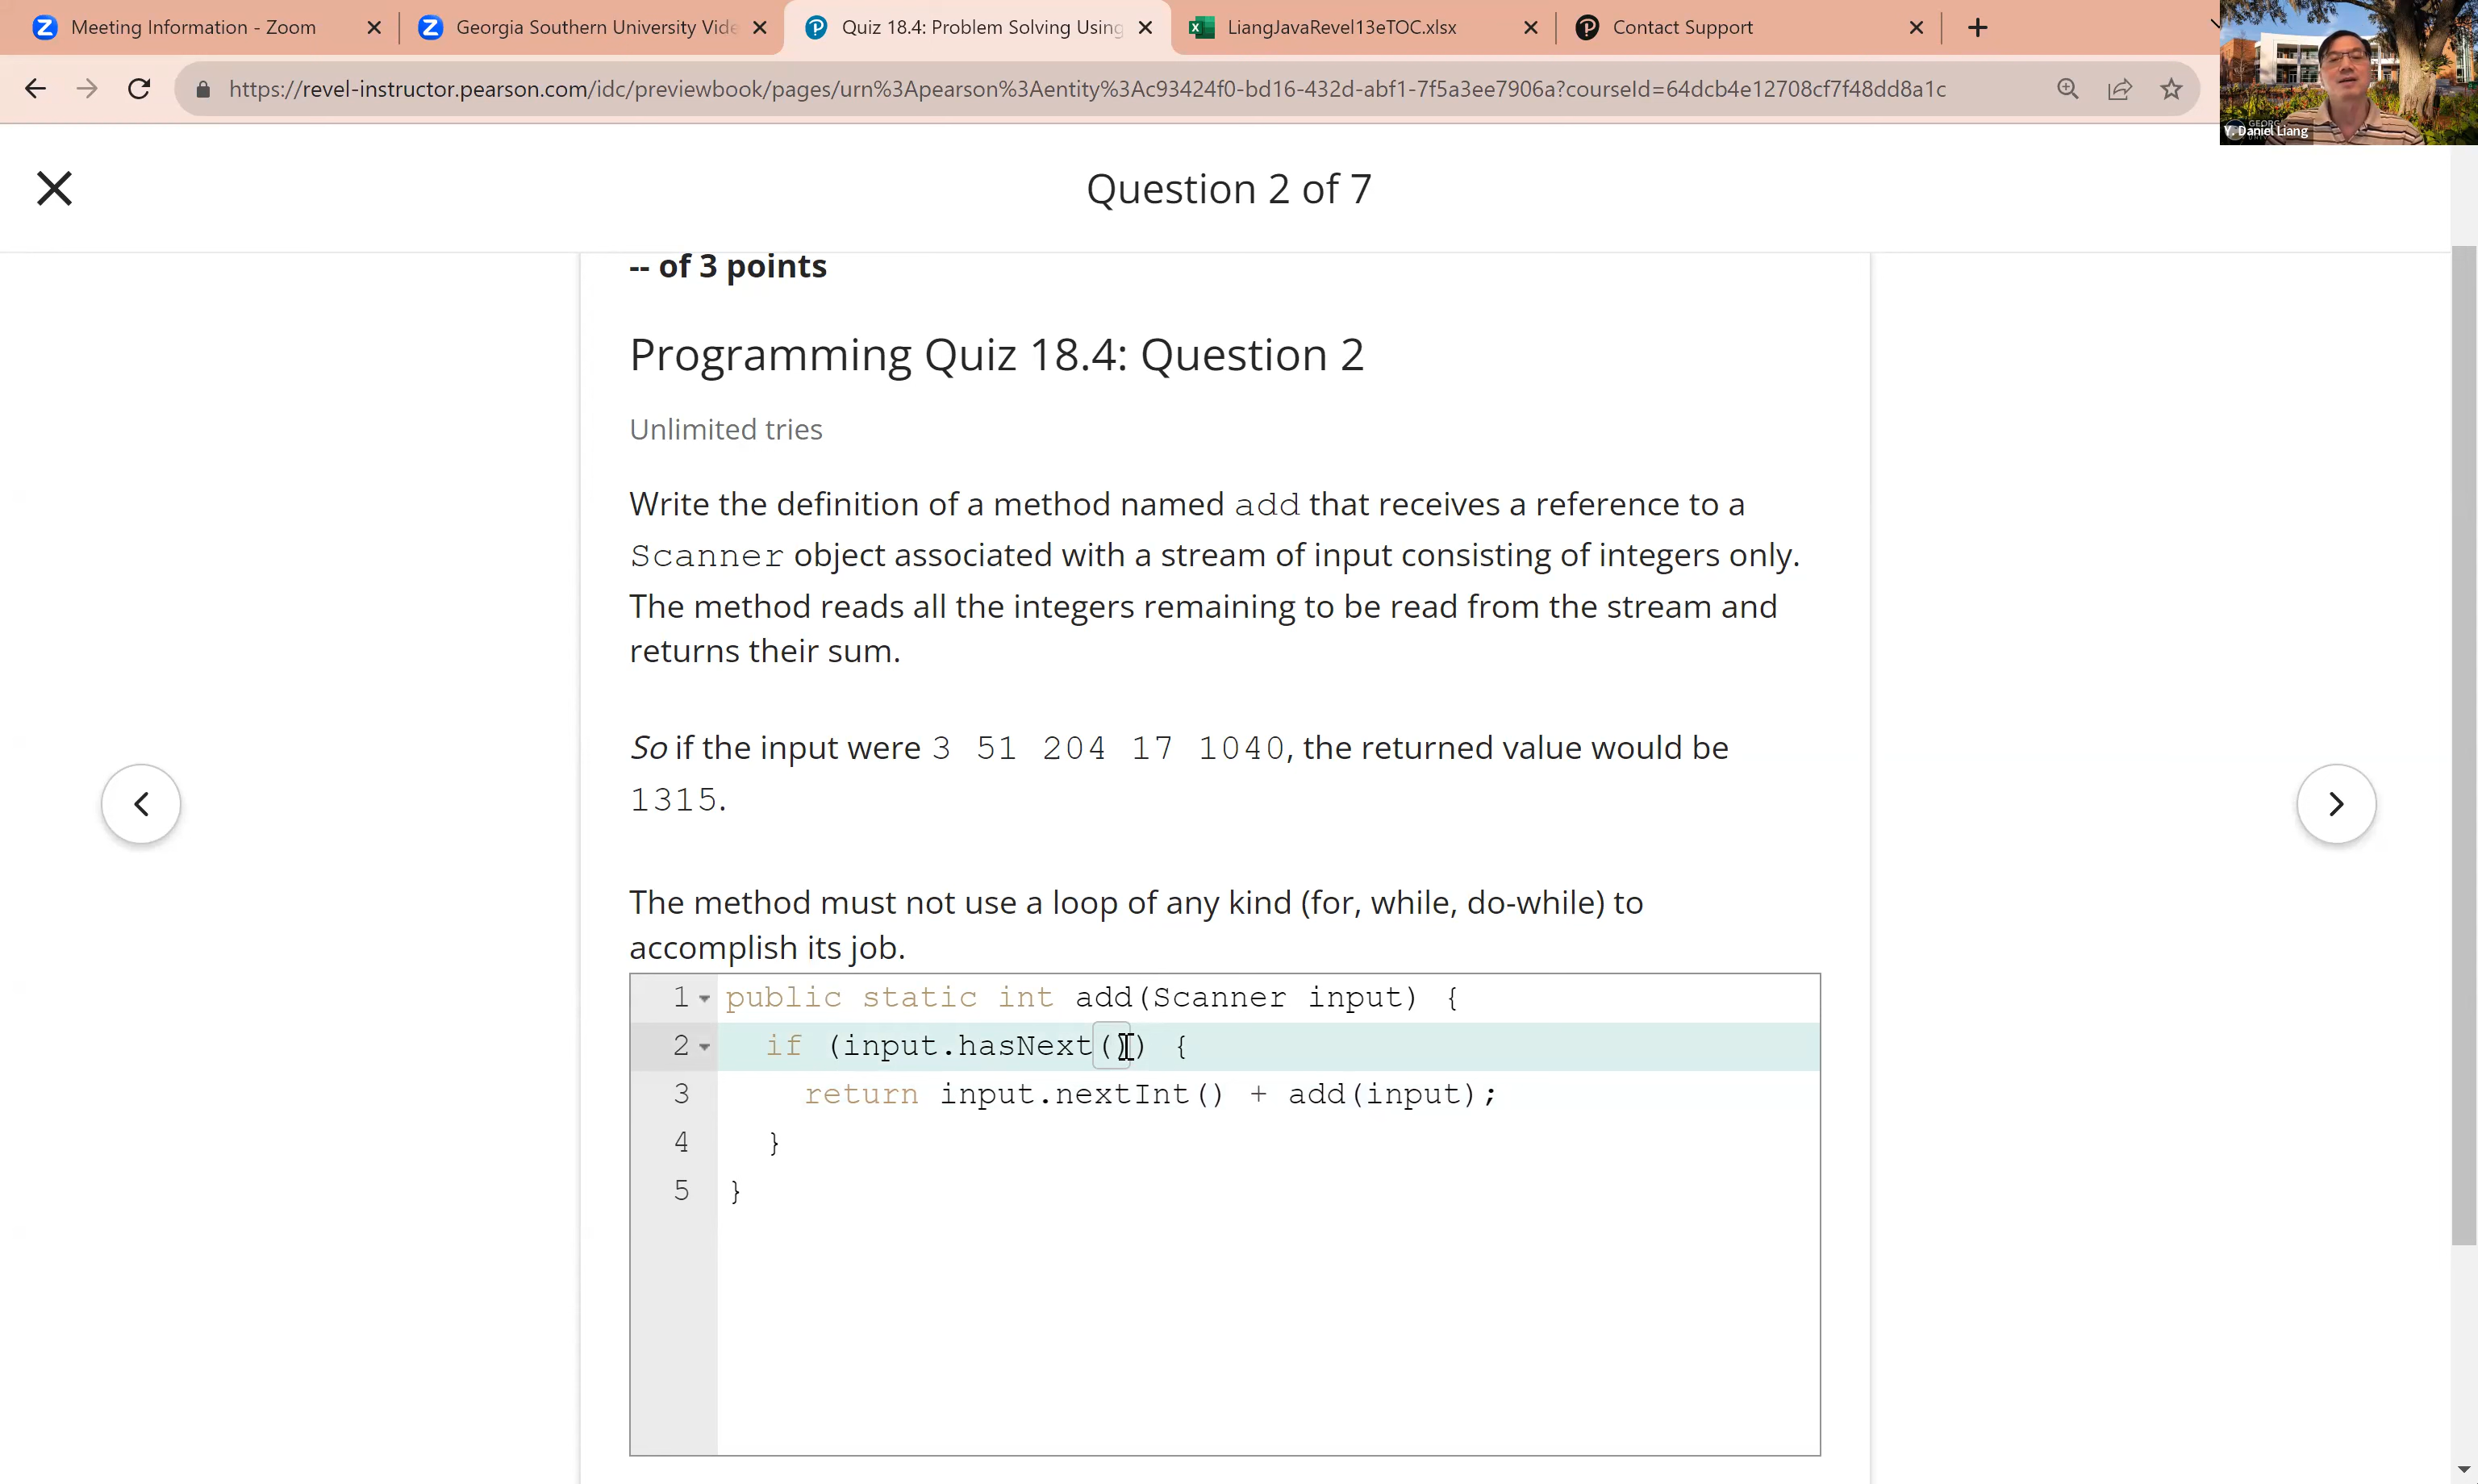 Meeting Information - Zoom
Georgia Southern University Vide
Quiz 18.4: Problem Solving Using
LiangJavaRevel13eTOC.xlsx
Contact Support
https://revel-instructor.pearson.com/idc/previewbook/pages/urn%3Apearson%3Aentity%3Ac93424f0-bd16-432d-abf1-7f5a3ee7906a?courseId=64dcb4e12708cf7f48dd8a1c
Y. Daniel Liang
Question 2 of 7
-- of 3 points
Programming Quiz 18.4: Question 2
Unlimited tries
Write the definition of a method named add that receives a reference to a
Scanner object associated with a stream of input consisting of integers only.
The method reads all the integers remaining to be read from the stream and
returns their sum.
So if the input were 3 51 204 17 1040, the returned value would be
1315.
The method must not use a loop of any kind (for, while, do-while) to
accomplish its job.
1 public static int add(Scanner input) {
2 if (input.hasNext()) {
3 return input.nextInt() + add(input);
4 }
5 }